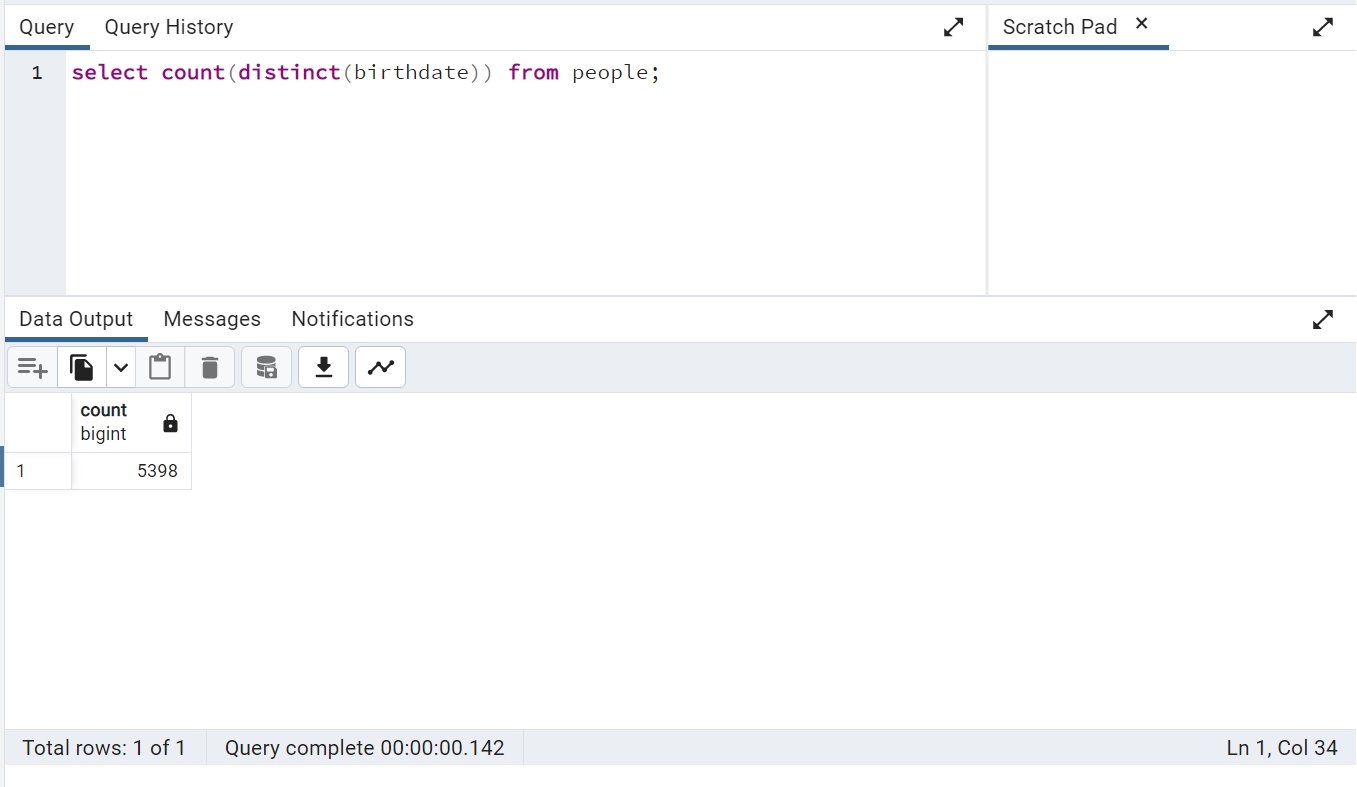 Query Query History Scratch Pad ×
1 select count(distinct(birthdate)) from people;
Data Output Messages Notifications
count
bigint
1 5398
Total rows: 1 of 1 Query complete 00:00:00.142 Ln 1, Col 34